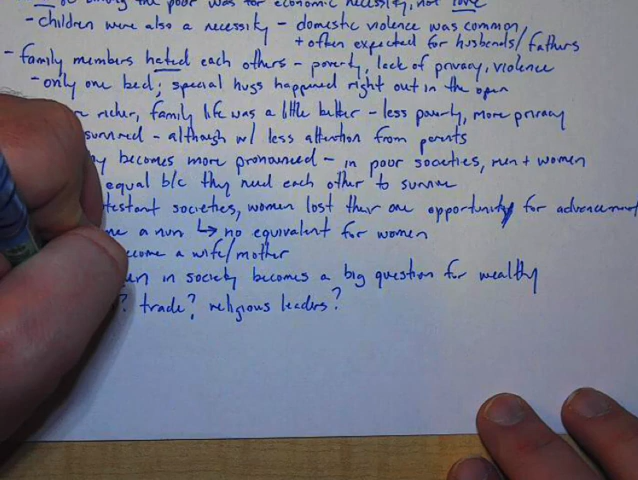 of among the poor was for economic necessity, not love
- children were also a necessity - domestic violence was common,
+ often expected for husbands/fathers
- family members hated each others - poverty, lack of privacy, violence
- only one bed; special hugs happened right out in the open
richer, family life was a little better - less poverty, more privacy
survived - although w/ less attention from parents
becomes more pronounced - in poor societies, men + women
equal b/c they need each other to survive
societies, women lost their one opportunity for advancement
a nun ↳ no equivalent for women
become a wife/mother
in society becomes a big question for wealthy
? trade? religious leaders?